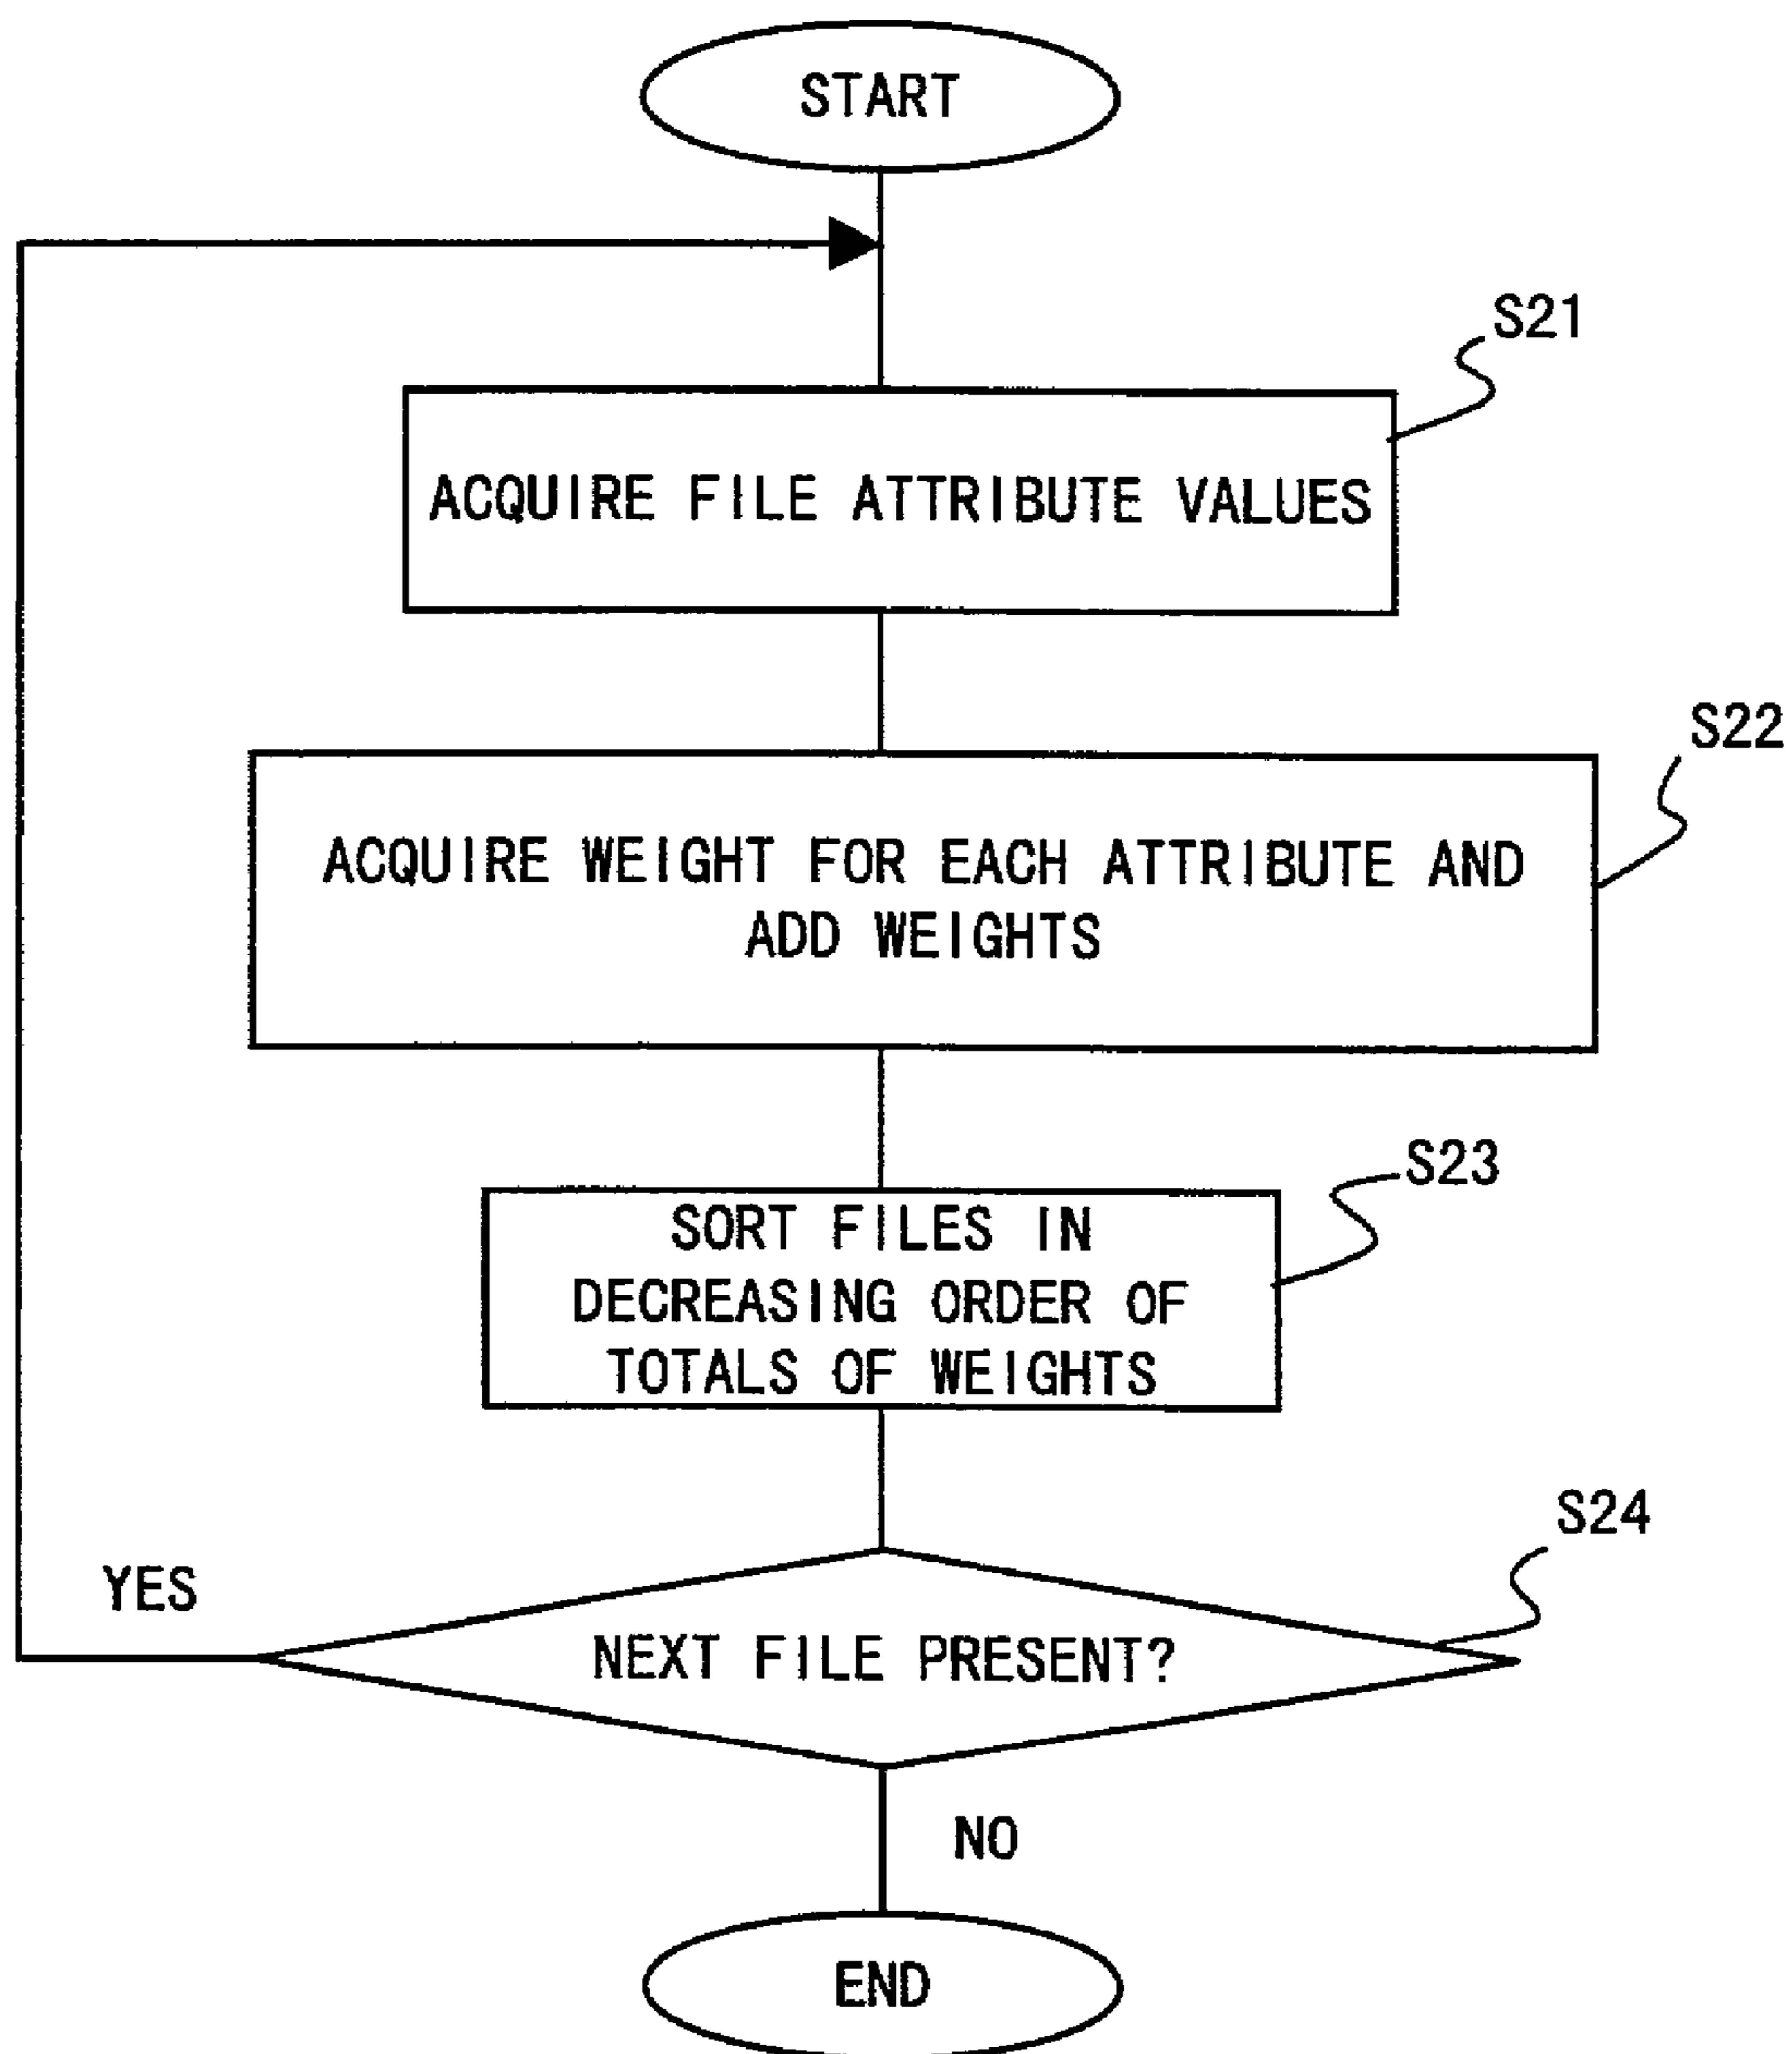 START
S21
ACQUIRE FILE ATTRIBUTE VALUES
S22
ACQUIRE WEIGHT FOR EACH ATTRIBUTE AND
ADD WEIGHTS
S23
SORT FILES IN
DECREASING ORDER OF
TOTALS OF WEIGHTS
S24
YES
NEXT FILE PRESENT?
NO
END